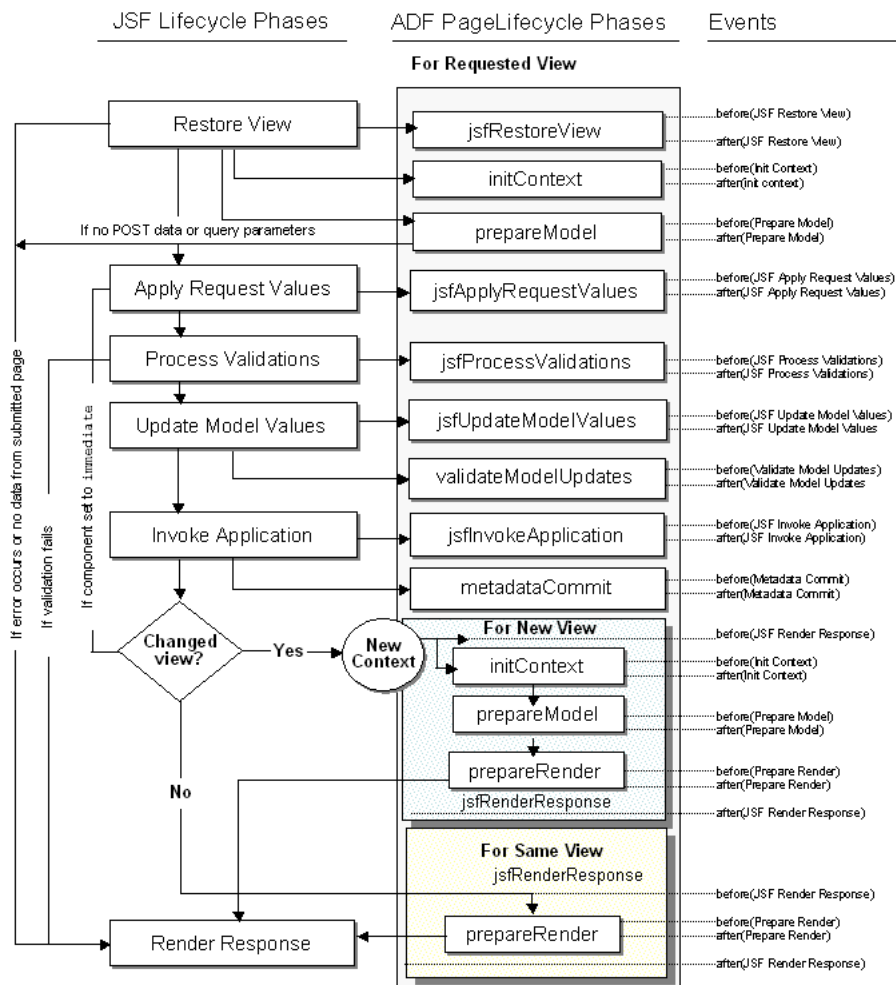 JSF Lifecycle Phases
ADF PageLifecycle Phases
Events
For Requested View
Restore View
jsfRestoreView
before(JSF Restore View)
after(JSF Restore View)
initContext
before(Init Context)
after(init context)
If no POST data or query parameters
prepareModel
before(Prepare Model)
after(Prepare Model)
Apply Request Values
jsfApplyRequestValues
before(JSF Apply Request Values)
after(JSF Apply Request Values)
Process Validations
jsfProcessValidations
before(JSF Process Validations)
after(JSF Process Validations)
Update Model Values
jsfUpdateModelValues
before(JSF Update Model Values)
after(JSF Update Model Values
validateModelUpdates
before(Validate Model Updates)
after(Validate Model Updates
Invoke Application
jsfInvokeApplication
before(JSF Invoke Application)
after(JSF Invoke Application)
metadataCommit
before(Metadata Commit)
after(Metadata Commit)
If error occurs or no data from submitted page
If validation fails
If component set to immediate
Changed
view?
Yes
New
Context
For New View
before(JSF Render Response)
initContext
before(Init Context)
after(Init Context)
prepareModel
before(Prepare Model)
after(Prepare Model)
prepareRender
before(Prepare Render)
after(Prepare Render)
jsfRenderResponse
after(JSF Render Response)
No
For Same View
jsfRenderResponse
before(JSF Render Response)
Render Response
prepareRender
before(Prepare Render)
after(Prepare Render)
after(JSF Render Response)